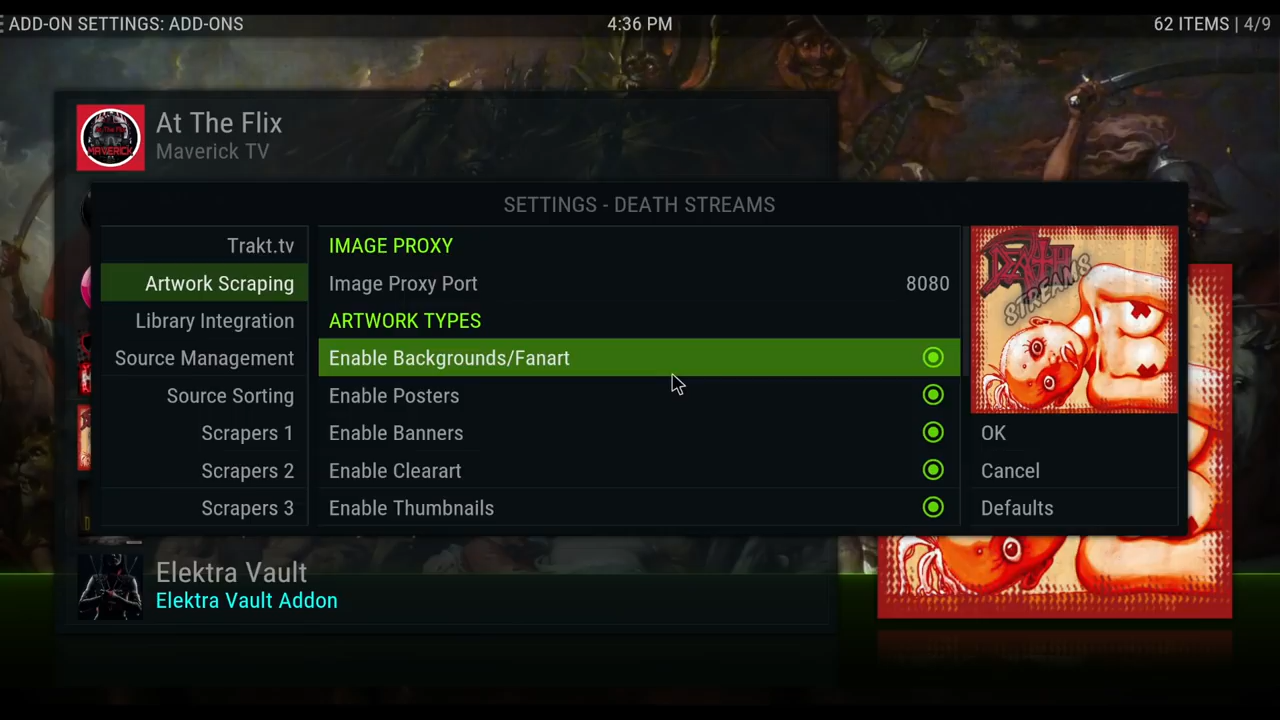 ADD-ON SETTINGS: ADD-ONS
4:36 PM
62 ITEMS | 4/9
At The Flix
Maverick TV
MAVERICK
SETTINGS - DEATH STREAMS
Trakt.tv
Artwork Scraping
Library Integration
Source Management
Source Sorting
Scrapers 1
Scrapers 2
Scrapers 3
IMAGE PROXY
Image Proxy Port
8080
ARTWORK TYPES
Enable Backgrounds/Fanart
Enable Posters
Enable Banners
Enable Clearart
Enable Thumbnails
DEATH
STREAMS
OK
Cancel
Defaults
Elektra Vault
Elektra Vault Addon